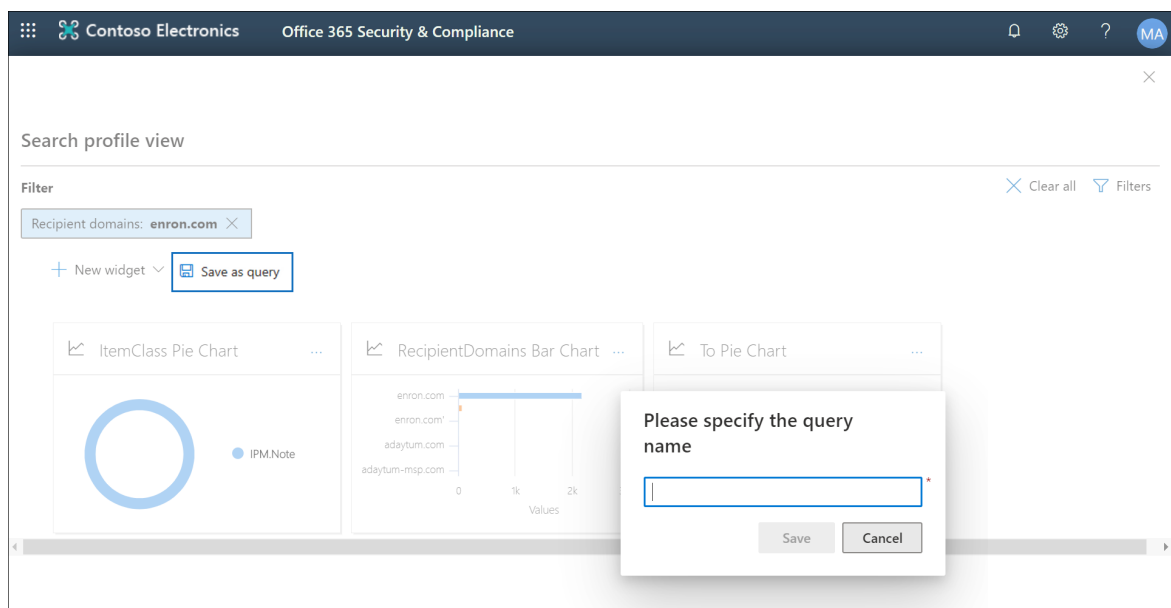 Contoso Electronics Office 365 Security & Compliance ? MA
Search profile view
Filter
Clear all Filters
Recipient domains: enron.com
New widget Save as query
ItemClass Pie Chart ... RecipientDomains Bar Chart ... To Pie Chart ...
IPM.Note
enron.com
enron.com'
adaytum.com
adaytum-msp.com
0 1k 2k
Values
Please specify the query
name
*
Save Cancel